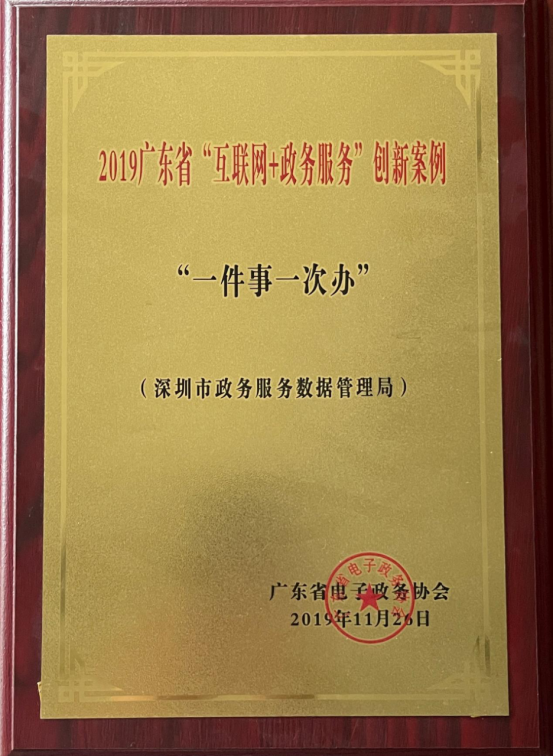 2019广东省“互联网+政务服务”创新案例
“一件事一次办”
（深圳市政务服务数据管理局）
广东省电子政务协会
2019年11月26日